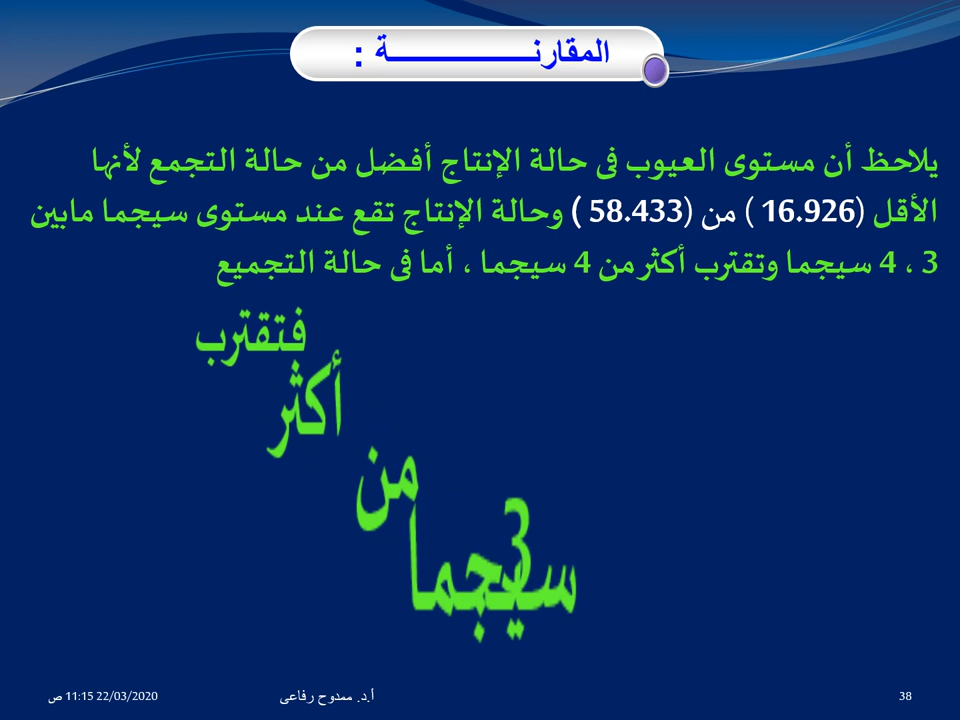 المقارنــــــــــــــــــة :
يلاحظ أن مستوى العيوب فى حالة الإنتاج أفضل من حالة التجمع لأنها
الأقل (16.926 ) من (58.433 ) وحالة الإنتاج تقع عند مستوى سيجما مابين
3 ، 4 سيجما وتقترب أكثر من 4 سيجما ، أما فى حالة التجميع
فتقترب
أكثر
من
3
سيجما
38
أ.د. ممدوح رفاعى
22/03/2020 11:15 ص